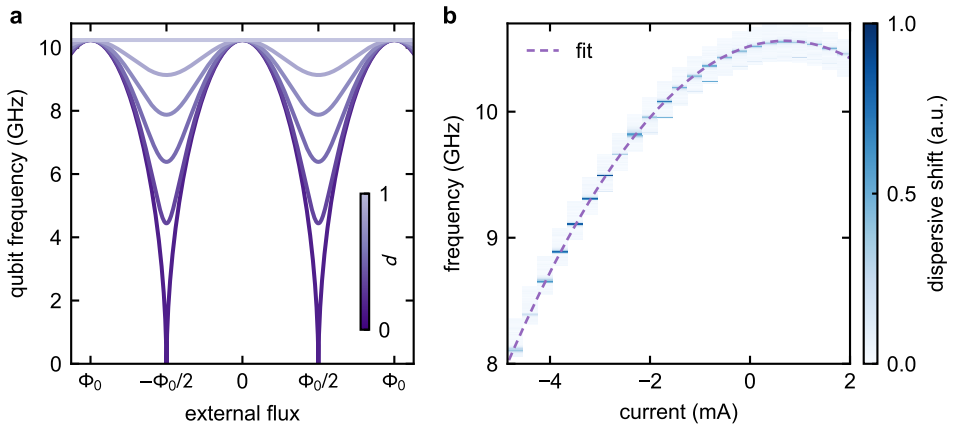 a
qubit frequency (GHz)
10
8
6
4
2
0
Φ₀
−Φ₀/2
0
Φ₀/2
Φ₀
external flux
1
d
0
b
fit
frequency (GHz)
10
9
8
−4
−2
0
2
current (mA)
1.0
0.5
0.0
dispersive shift (a.u.)